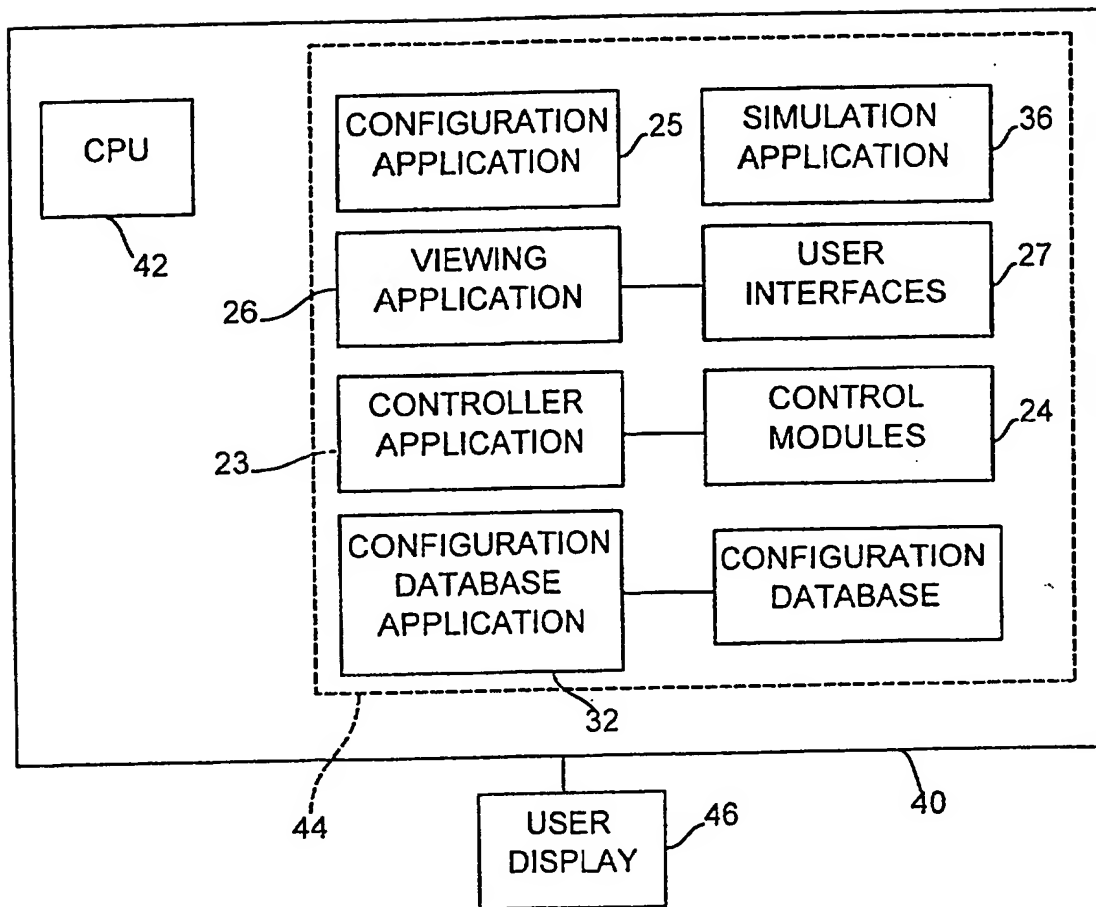 CPU
42
CONFIGURATION
APPLICATION
25
SIMULATION
APPLICATION
36
VIEWING
APPLICATION
26
USER
INTERFACES
27
CONTROLLER
APPLICATION
23
CONTROL
MODULES
24
CONFIGURATION
DATABASE
APPLICATION
32
CONFIGURATION
DATABASE
44
40
USER
DISPLAY
46